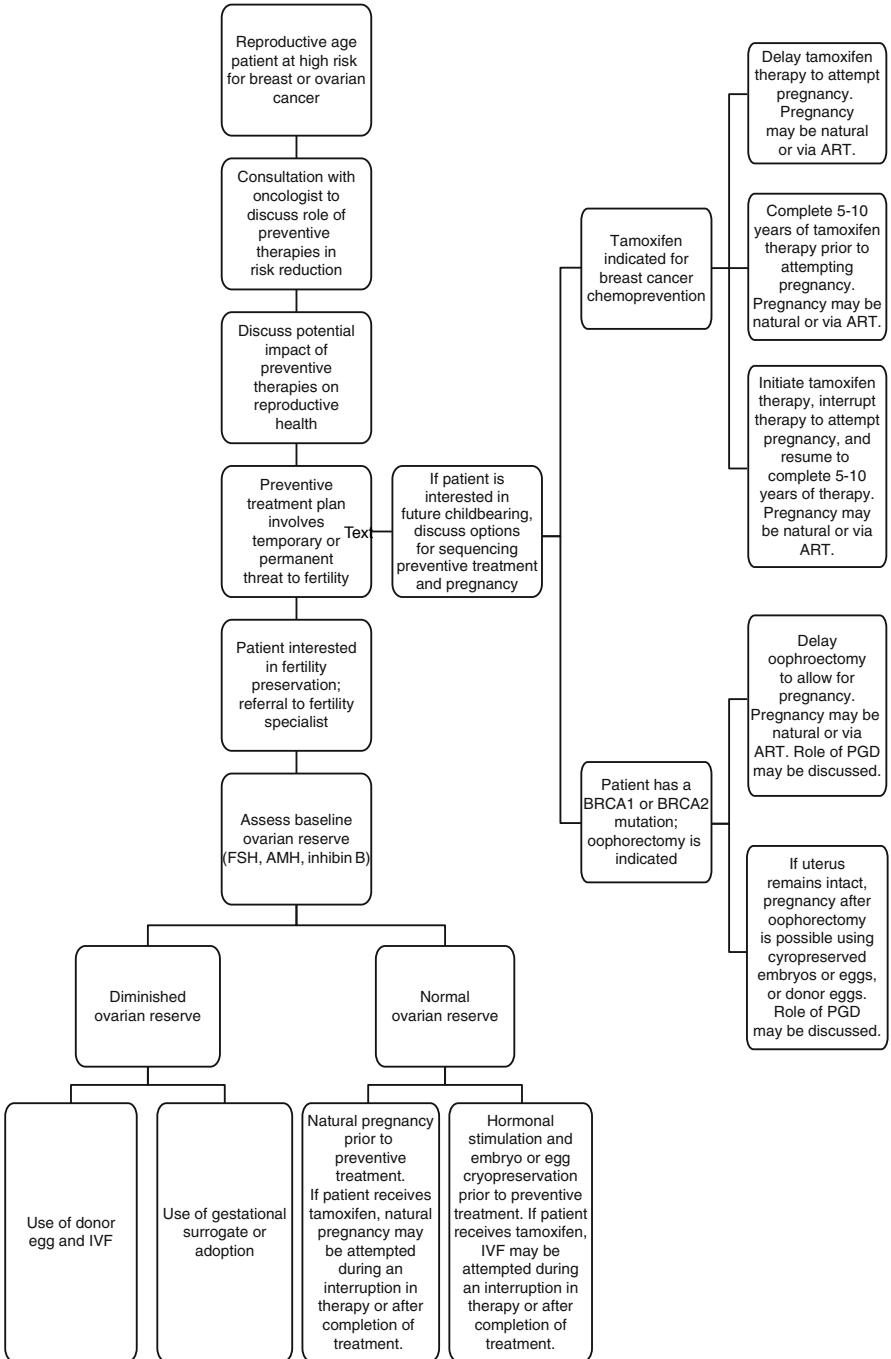 Reproductive age
patient at high risk
for breast or ovarian
cancer
Consultation with
oncologist to
discuss role of
preventive
therapies in
risk reduction
Discuss potential
impact of
preventive
therapies on
reproductive
health
Preventive
treatment plan
involves
temporary or
permanent
threat to fertility
Text
If patient is
interested in
future childbearing,
discuss options
for sequencing
preventive treatment
and pregnancy
Tamoxifen
indicated for
breast cancer
chemoprevention
Delay tamoxifen
therapy to attempt
pregnancy.
Pregnancy
may be natural
or via ART.
Complete 5-10
years of tamoxifen
therapy prior to
attempting
pregnancy.
Pregnancy may be
natural or via ART.
Initiate tamoxifen
therapy, interrupt
therapy to attempt
pregnancy, and
resume to
complete 5-10
years of therapy.
Pregnancy may
be natural or via
ART.
Patient has a
BRCA1 or BRCA2
mutation;
oophorectomy is
indicated
Delay
oophroectomy
to allow for
pregnancy.
Pregnancy may be
natural or via
ART. Role of PGD
may be discussed.
If uterus
remains intact,
pregnancy after
oophorectomy
is possible using
cyropreserved
embryos or eggs,
or donor eggs.
Role of PGD
may be discussed.
Patient interested
in fertility
preservation;
referral to fertility
specialist
Assess baseline
ovarian reserve
(FSH, AMH, inhibin B)
Diminished
ovarian reserve
Normal
ovarian reserve
Use of donor
egg and IVF
Use of gestational
surrogate or
adoption
Natural pregnancy
prior to
preventive
treatment.
If patient receives
tamoxifen, natural
pregnancy may
be attempted
during an
interruption in
therapy or after
completion of
treatment.
Hormonal
stimulation and
embryo or egg
cryopreservation
prior to preventive
treatment. If patient
receives tamoxifen,
IVF may be
attempted during
an interruption in
therapy or after
completion of
treatment.